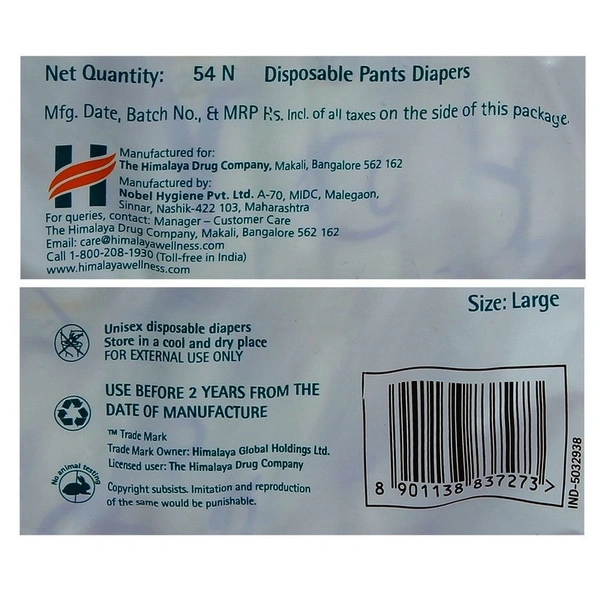 Net Quantity: 54 N Disposable Pants Diapers
Mfg. Date, Batch No., & MRP Rs. Incl. of all taxes on the side of this package.
Manufactured for:
The Himalaya Drug Company, Makali, Bangalore 562 162
Manufactured by:
Nobel Hygiene Pvt. Ltd. A-70, MIDC, Malegaon,
Sinnar, Nashik-422 103, Maharashtra
For queries, contact: Manager – Customer Care
The Himalaya Drug Company, Makali, Bangalore 562 162
Email: care@himalayawellness.com
Call 1-800-208-1930 (Toll-free in India)
www.himalayawellness.com
Size: Large
Unisex disposable diapers
Store in a cool and dry place
FOR EXTERNAL USE ONLY
USE BEFORE 2 YEARS FROM THE
DATE OF MANUFACTURE
™ Trade Mark
Trade Mark Owner: Himalaya Global Holdings Ltd.
Licensed user: The Himalaya Drug Company
No animal testing
Copyright subsists. Imitation and reproduction
of the same would be punishable.
8 901138 837273 >
IND-5032938